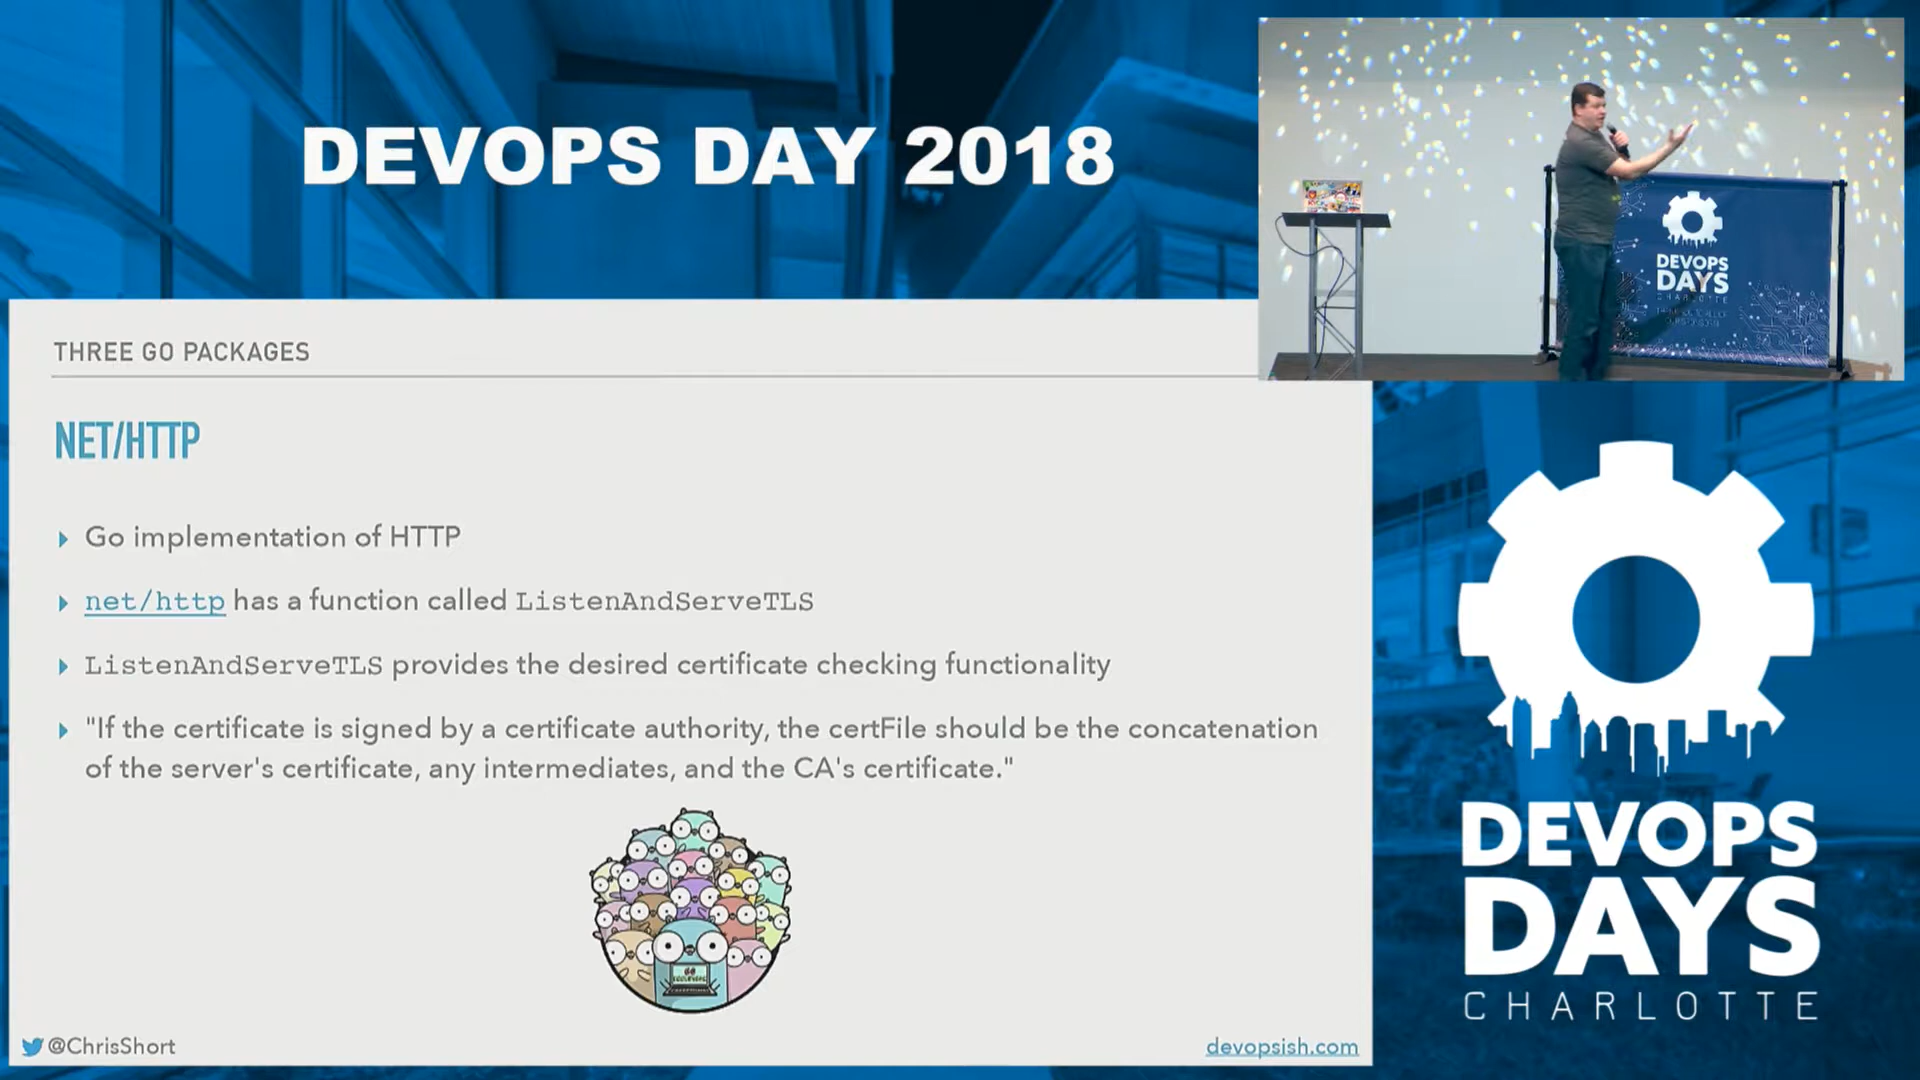 DEVOPS DAY 2018
DEVOPS
DAYS
CHARLOTTE
THREE GO PACKAGES
NET/HTTP
Go implementation of HTTP
net/http has a function called ListenAndServeTLS
ListenAndServeTLS provides the desired certificate checking functionality
"If the certificate is signed by a certificate authority, the certFile should be the concatenation
of the server's certificate, any intermediates, and the CA's certificate."
@ChrisShort
devopsish.com
DEVOPS
DAYS
CHARLOTTE